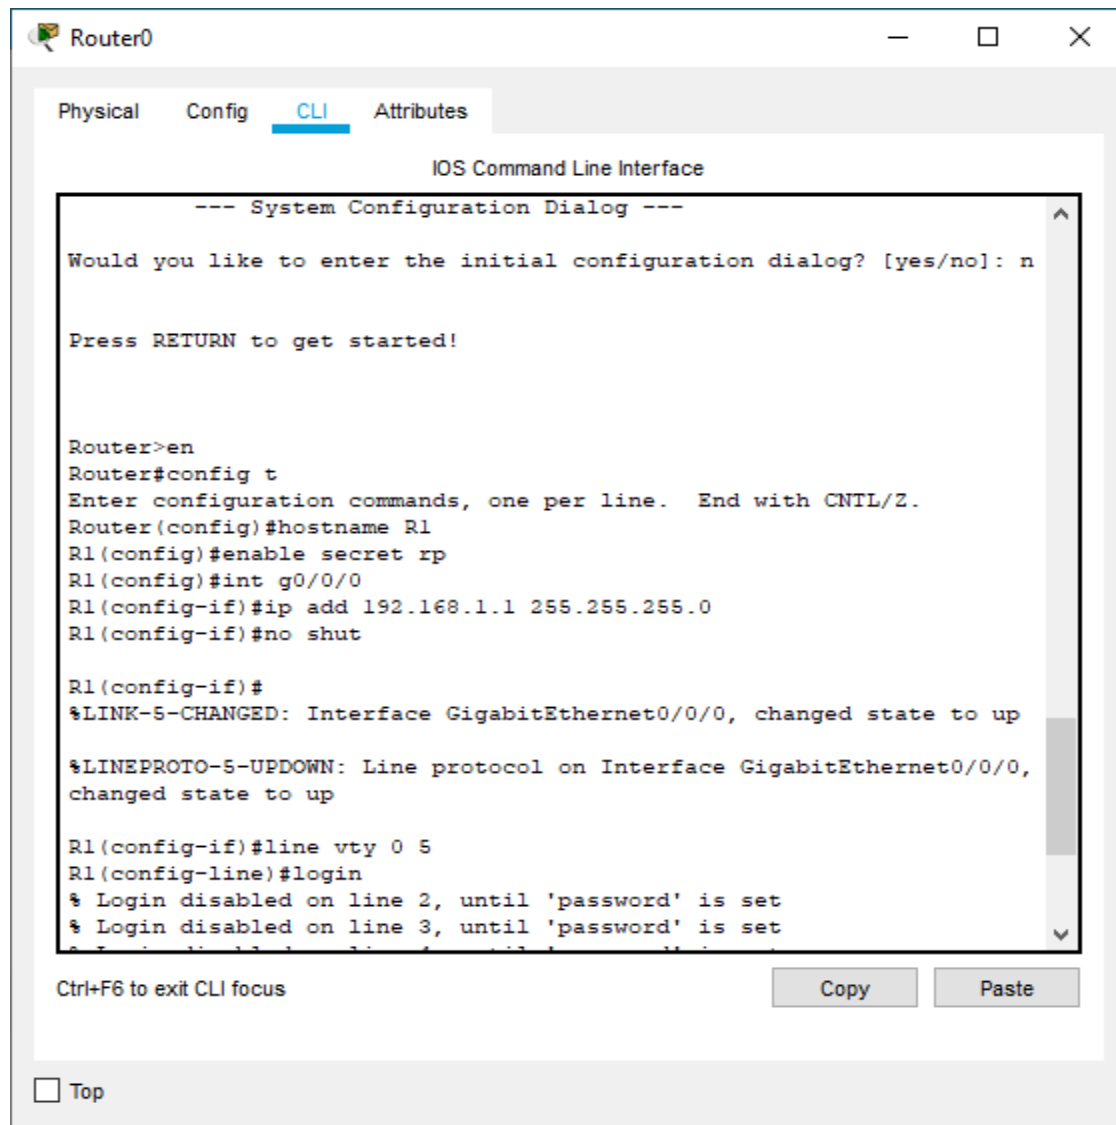 Router0
Physical Config CLI Attributes
IOS Command Line Interface
--- System Configuration Dialog ---
Would you like to enter the initial configuration dialog? [yes/no]: n
Press RETURN to get started!
Router>en
Router#config t
Enter configuration commands, one per line.  End with CNTL/Z.
Router(config)#hostname R1
R1(config)#enable secret rp
R1(config)#int g0/0/0
R1(config-if)#ip add 192.168.1.1 255.255.255.0
R1(config-if)#no shut
R1(config-if)#
%LINK-5-CHANGED: Interface GigabitEthernet0/0/0, changed state to up
%LINEPROTO-5-UPDOWN: Line protocol on Interface GigabitEthernet0/0/0,
changed state to up
R1(config-if)#line vty 0 5
R1(config-line)#login
% Login disabled on line 2, until 'password' is set
% Login disabled on line 3, until 'password' is set
Ctrl+F6 to exit CLI focus
Copy Paste
Top